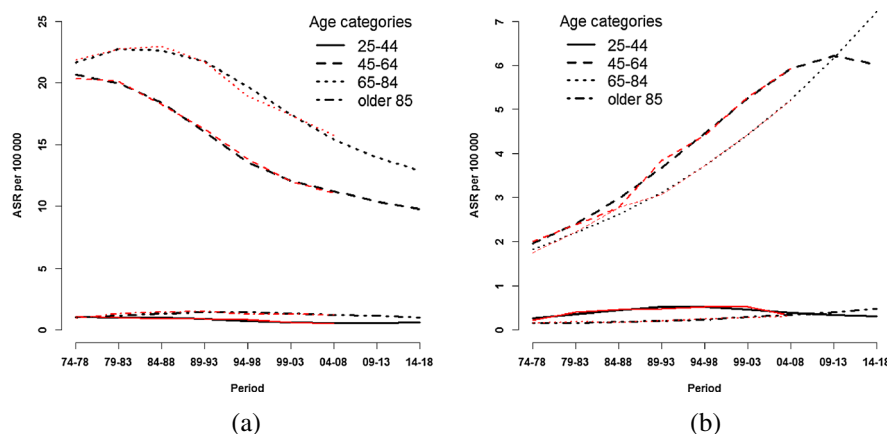 Age categories
25-44
45-64
65-84
older 85
25
20
15
10
5
0
ASR per 100 000
74-78 79-83 84-88 89-93 94-98 99-03 04-08 09-13 14-18
Period
(a)
Age categories
25-44
45-64
65-84
older 85
7
6
5
4
3
2
1
0
ASR per 100 000
74-78 79-83 84-88 89-93 94-98 99-03 04-08 09-13 14-18
Period
(b)